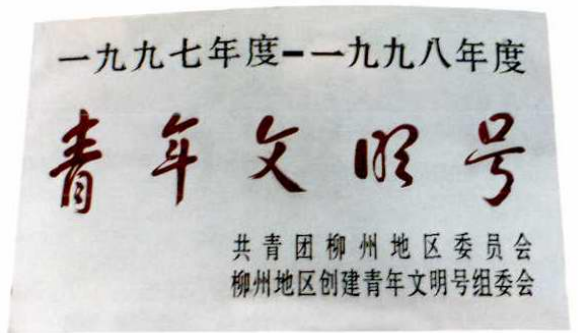 一九九七年度-一九九八年度
青年文明号
共青团柳州地区委员会
柳州地区创建青年文明号组委会